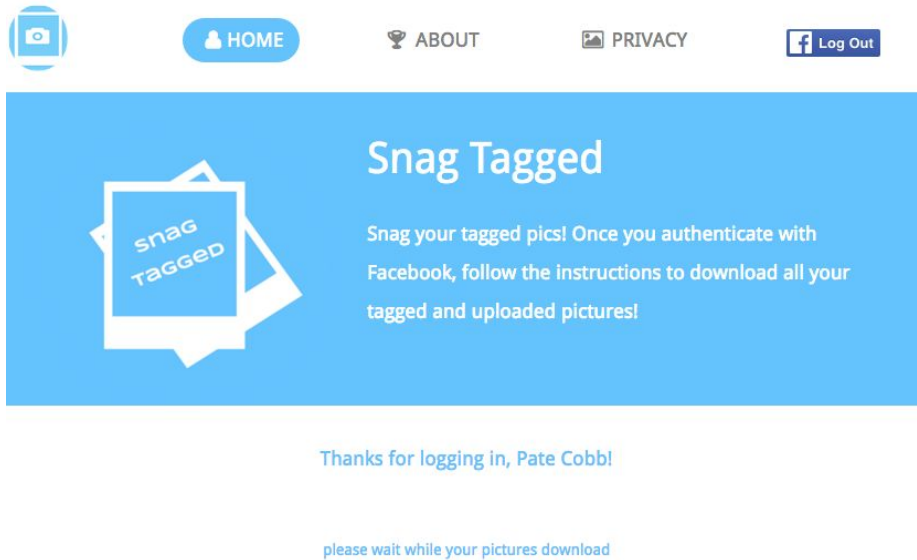 HOME
ABOUT
PRIVACY
f Log Out
Snag Tagged
snag
TaGGeD
Snag your tagged pics! Once you authenticate with
Facebook, follow the instructions to download all your
tagged and uploaded pictures!
Thanks for logging in, Pate Cobb!
please wait while your pictures download